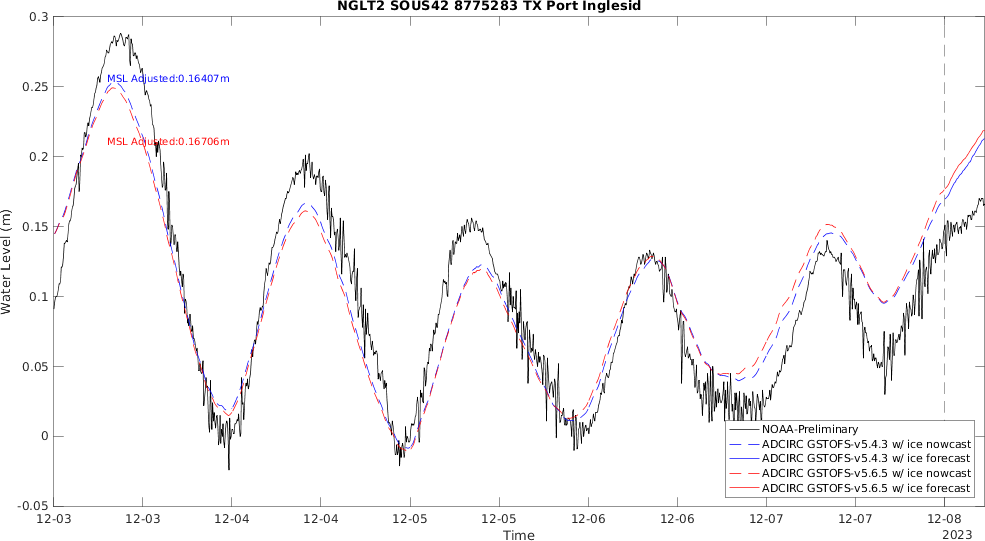 NGLT2 SOUS42 8775283 TX Port Inglesid
0.3
0.25
0.2
0.15
0.1
0.05
0
-0.05
Water Level (m)
MSL Adjusted:0.16407m
MSL Adjusted:0.16706m
NOAA-Preliminary
ADCIRC GSTOFS-v5.4.3 w/ ice nowcast
ADCIRC GSTOFS-v5.4.3 w/ ice forecast
ADCIRC GSTOFS-v5.6.5 w/ ice nowcast
ADCIRC GSTOFS-v5.6.5 w/ ice forecast
12-03 12-03 12-04 12-04 12-05 12-05 12-06 12-06 12-07 12-07 12-08
2023
Time